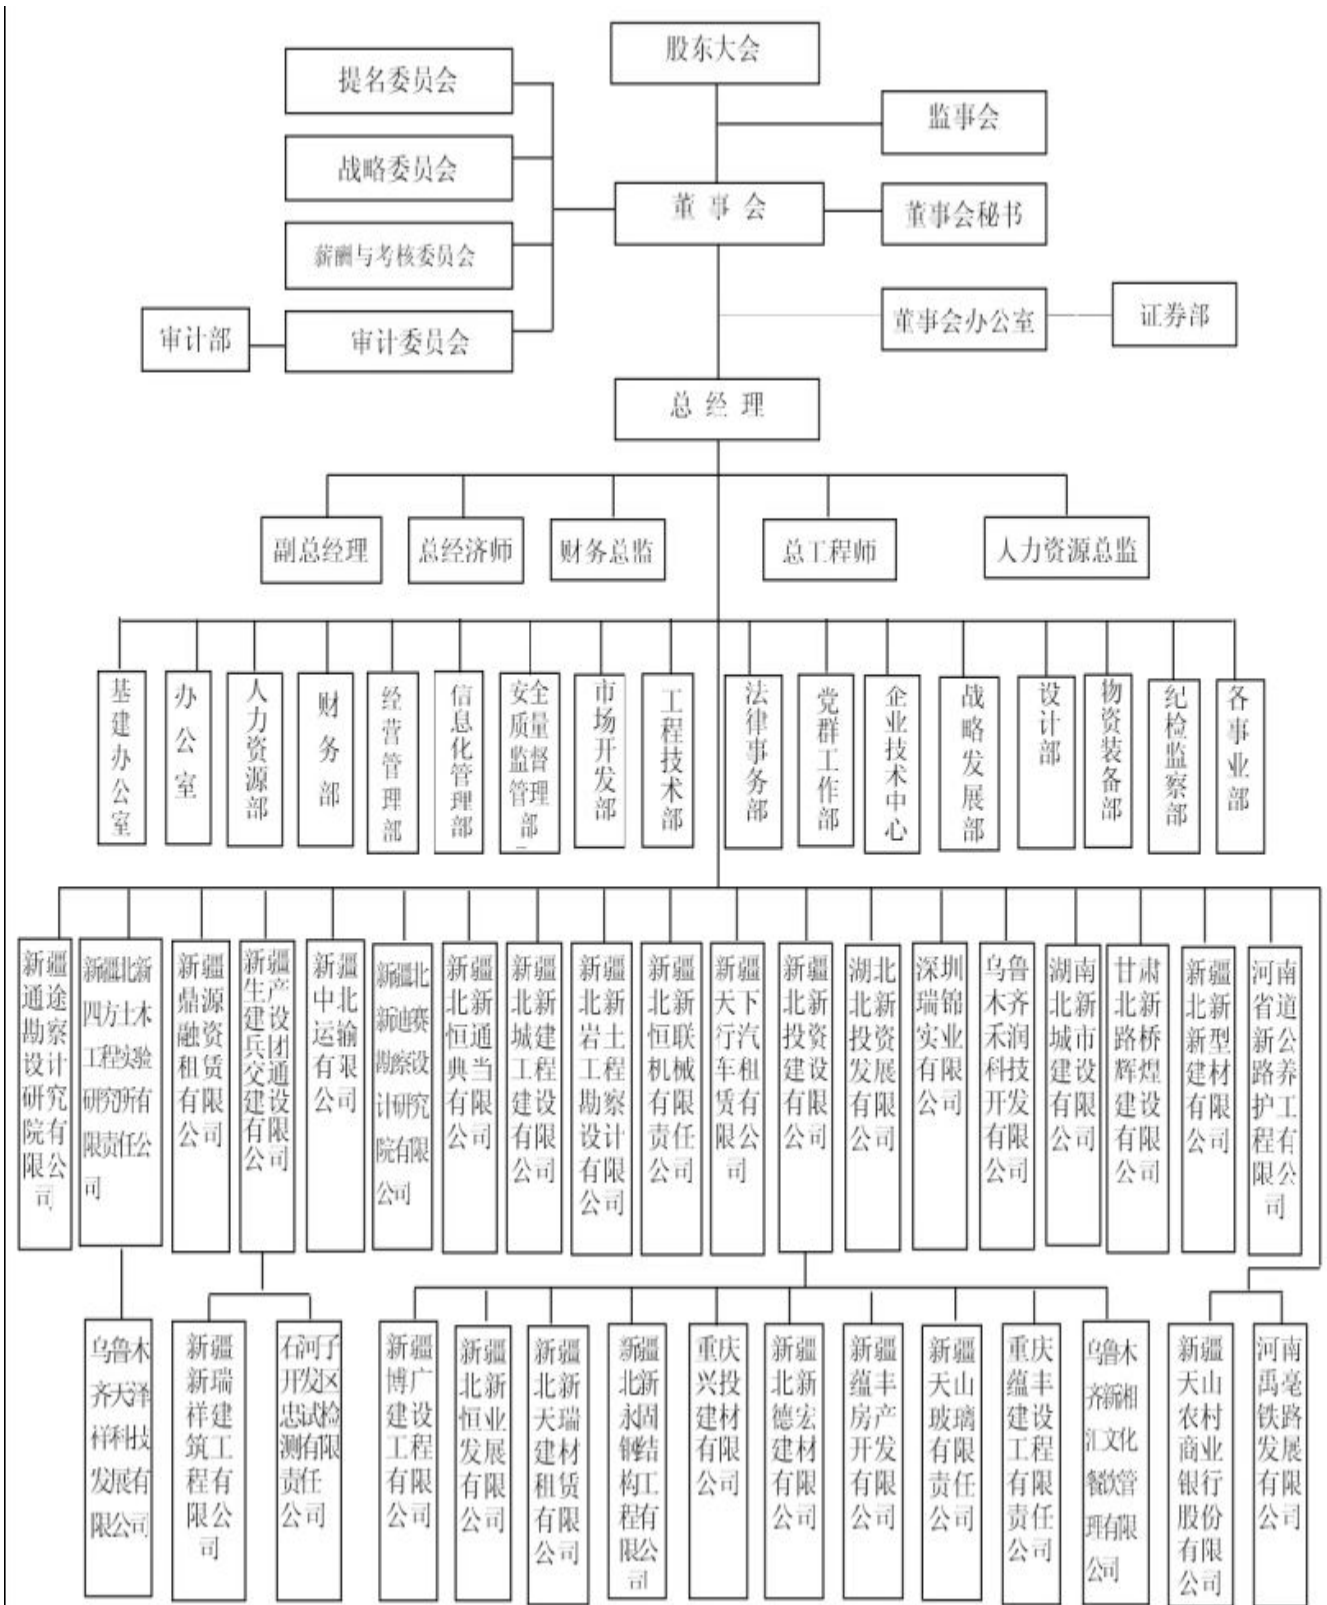 股东大会
提名委员会
监事会
战略委员会
董事会
董事会秘书
薪酬与考核委员会
审计部
审计委员会
董事会办公室
证券部
总经理
副总经理
总经济师
财务总监
总工程师
人力资源总监
基建办公室
办公室
人力资源部
财务部
经营管理部
信息化管理部
安全质量监督管理部
市场开发部
工程技术部
法律事务部
党群工作部
企业技术中心
战略发展部
设计部
物资装备部
纪检监察部
各事业部
新疆通途勘察设计研究院有限公司
新疆北新四方土木工程实验研究所有限责任公司
新疆鼎源融资租赁有限公司
新疆生产建设兵团交通建设有限公司
新疆中北运输有限公司
新疆北新迪赛勘察设计研究院有限公司
新疆北新恒通典当有限公司
新疆北新城建工程建设有限公司
新疆北新岩土工程勘察设计有限公司
新疆北新恒联机械有限责任公司
新疆天下行汽车租赁有限公司
新疆北新投资建设有限公司
湖北北新投资发展有限公司
深圳瑞锦实业有限公司
乌鲁木齐禾润科技开发有限公司
湖南北新城市建设有限公司
甘肃北新路桥辉煌建设有限公司
新疆北新新型建材有限公司
河南省道新公路养护工程有限公司
乌鲁木齐天泽祥科技发展有限公司
新疆新瑞祥建筑工程有限公司
石河子开发区忠试检测有限责任公司
新疆博广建设工程有限公司
新疆北新恒业发展有限公司
新疆北新天瑞建材租赁有限公司
新疆北新永固钢结构工程有限公司
重庆兴投建材有限公司
新疆北新德宏建材有限公司
新疆蕴丰房产开发有限公司
新疆天山玻璃有限责任公司
重庆蕴丰建设工程有限责任公司
乌鲁木齐新湘汇文化餐饮管理有限公司
新疆天山农村商业银行股份有限公司
河南禹亳铁路发展有限公司